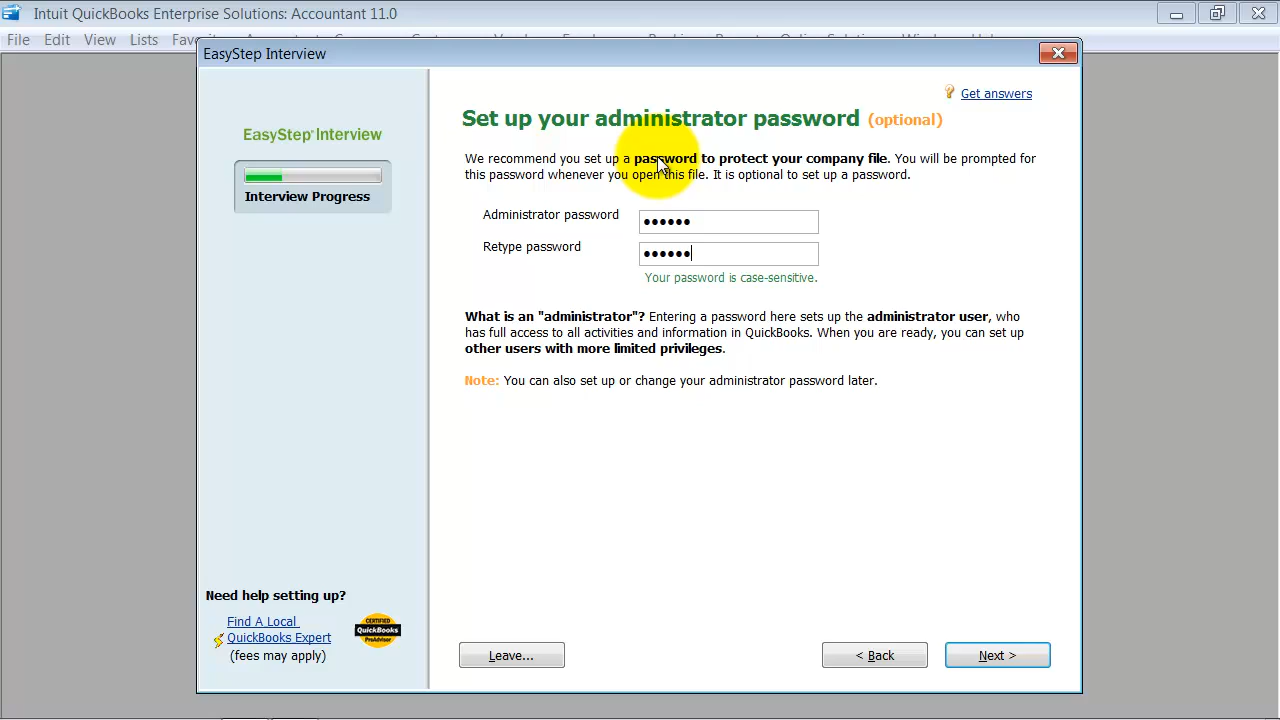 Intuit QuickBooks Enterprise Solutions: Accountant 11.0
File Edit View Lists
EasyStep Interview
Get answers
EasyStep Interview
Interview Progress
Set up your administrator password (optional)
We recommend you set up a password to protect your company file. You will be prompted for
this password whenever you open this file. It is optional to set up a password.
Administrator password ••••••
Retype password ••••••
Your password is case-sensitive.
What is an "administrator"? Entering a password here sets up the administrator user, who
has full access to all activities and information in QuickBooks. When you are ready, you can set up
other users with more limited privileges.
Note: You can also set up or change your administrator password later.
Need help setting up?
Find A Local
QuickBooks Expert
(fees may apply)
CERTIFIED
QuickBooks
ProAdvisor
Leave...
< Back
Next >